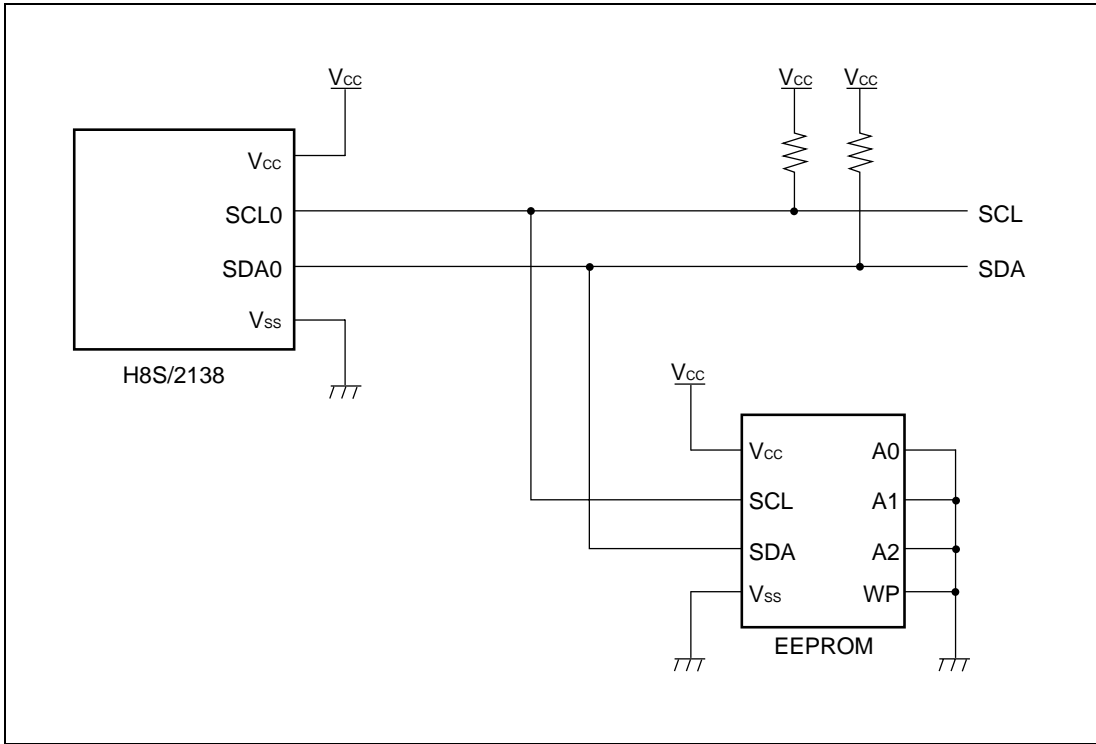 Vcc
Vcc
Vcc
Vcc
SCL0
SCL
SDA0
SDA
Vss
H8S/2138
Vcc
Vcc
A0
SCL
A1
SDA
A2
Vss
WP
EEPROM